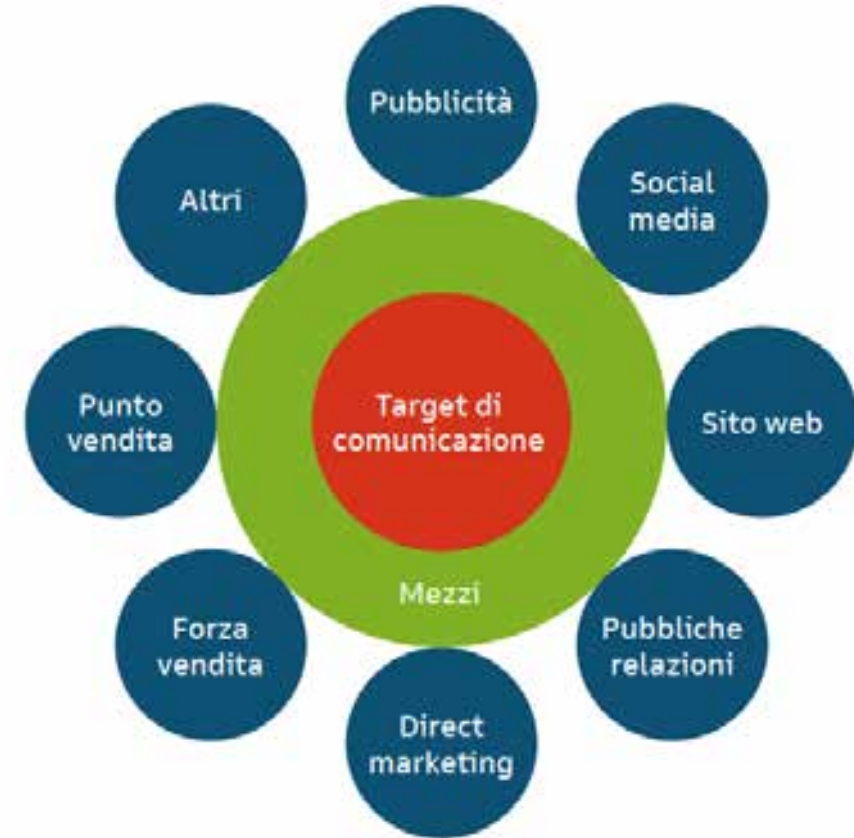 Pubblicità
Social
media
Sito web
Pubbliche
relazioni
Direct
marketing
Forza
vendita
Punto
vendita
Altri
Target di
comunicazione
Mezzi